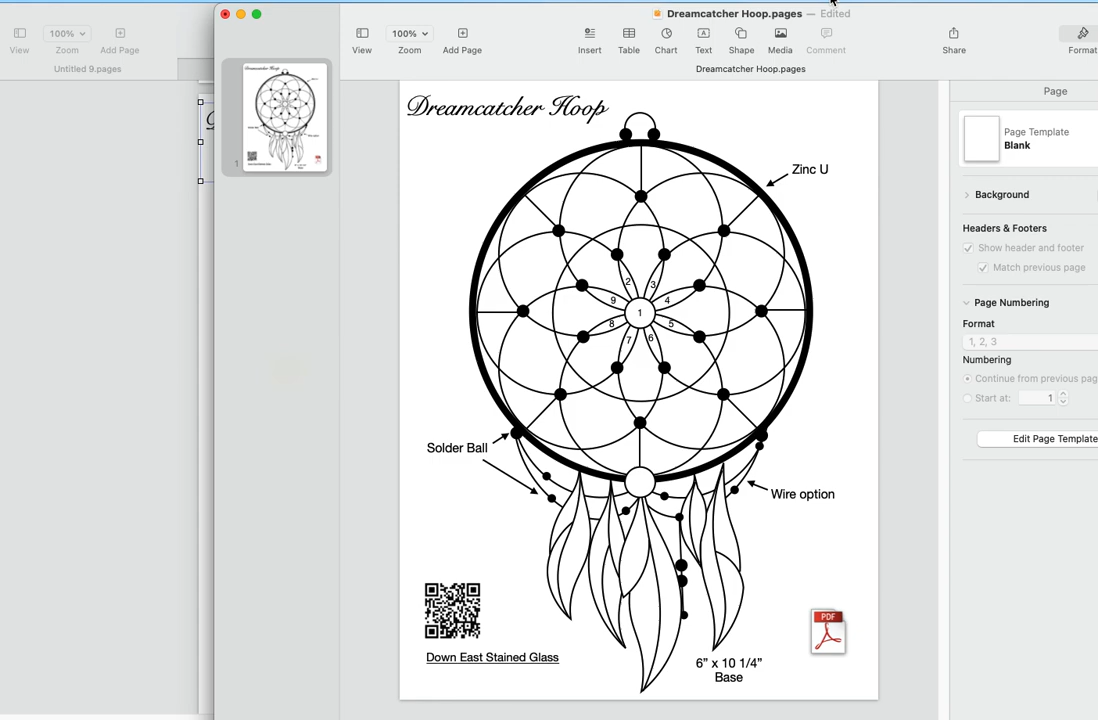 Dreamcatcher Hoop.pages — Edited
View
100%
Zoom
Add Page
View
100%
Zoom
Add Page
Insert
Table
Chart
Text
Shape
Media
Comment
Share
Format
Untitled 9.pages
Dreamcatcher Hoop.pages
Page
Page Template
Blank
Background
Headers & Footers
Show header and footer
Match previous page
Page Numbering
Format
1, 2, 3
Numbering
Continue from previous pag
Start at: 1
Edit Page Template
1
Dreamcatcher Hoop
Zinc U
2
3
9
4
1
8
5
7
6
Solder Ball
Wire option
Down East Stained Glass
6” x 10 1/4”
Base
PDF